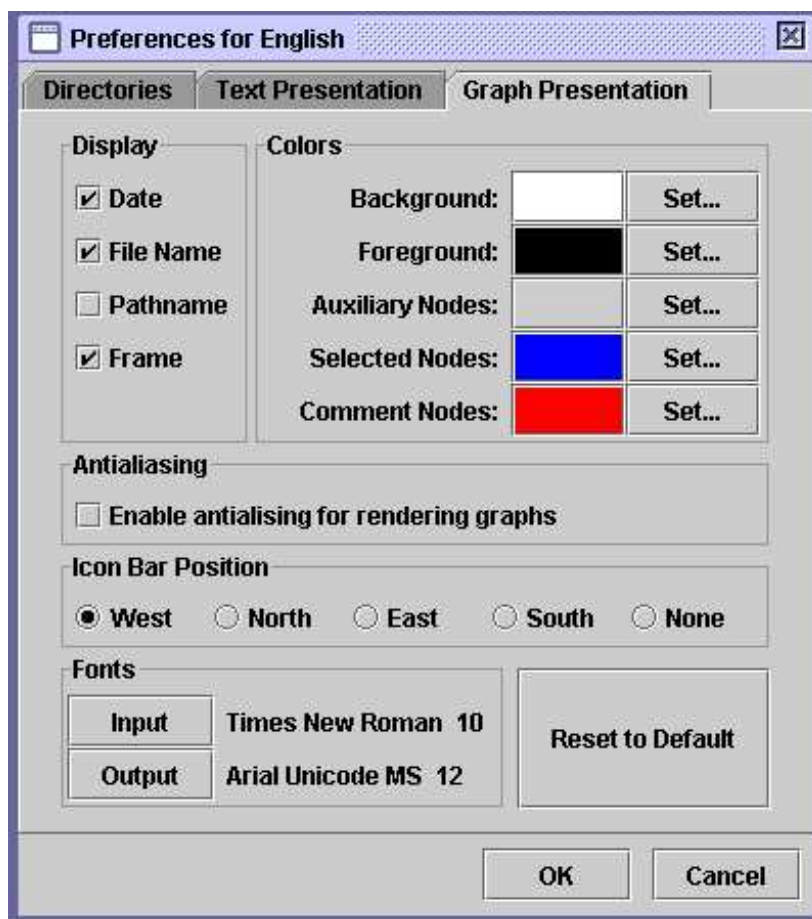 Preferences for English
Directories Text Presentation Graph Presentation
Display
Date
File Name
Pathname
Frame
Colors
Background: Set...
Foreground: Set...
Auxiliary Nodes: Set...
Selected Nodes: Set...
Comment Nodes: Set...
Antialiasing
Enable antialising for rendering graphs
Icon Bar Position
West North East South None
Fonts
Input Times New Roman 10
Output Arial Unicode MS 12
Reset to Default
OK Cancel